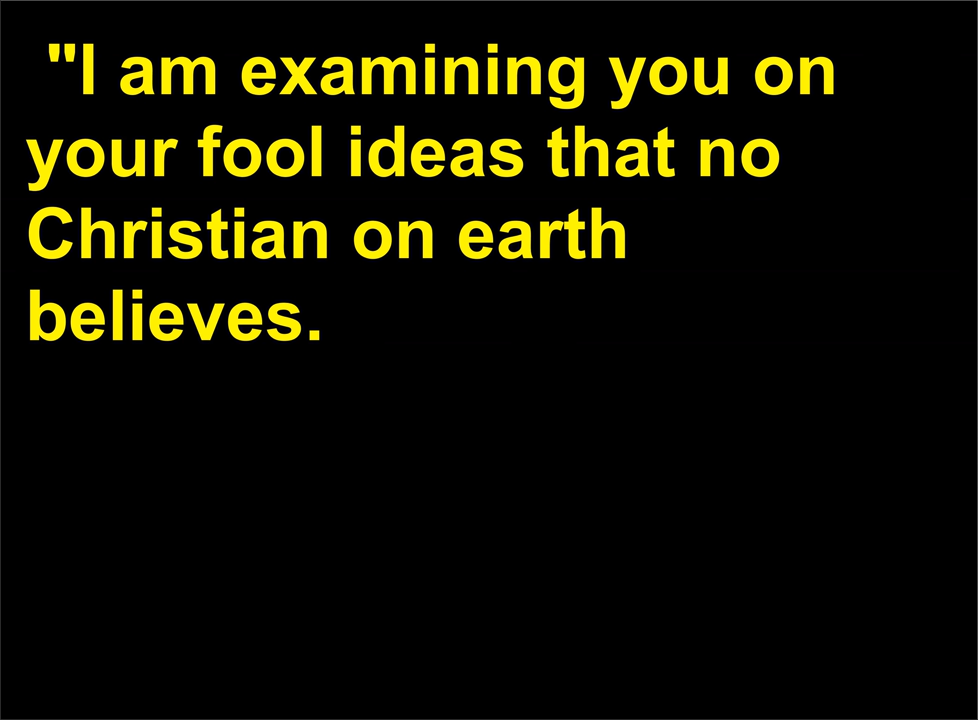 "I am examining you on
your fool ideas that no
Christian on earth
believes.